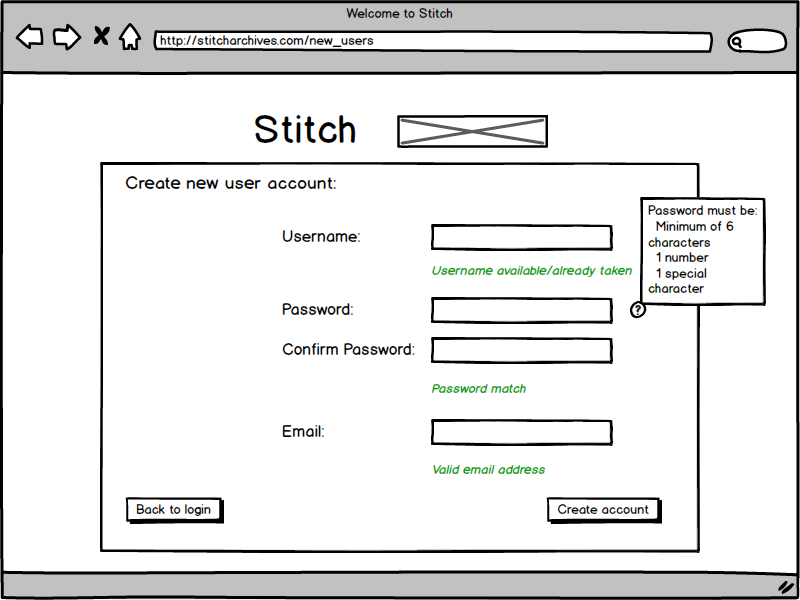 Welcome to Stitch
http://stitcharchives.com/new_users
Stitch
Create new user account:
Username:
Username available/already taken
Password must be:
Minimum of 6
characters
1 number
1 special
character
Password:
?
Confirm Password:
Password match
Email:
Valid email address
Back to login
Create account